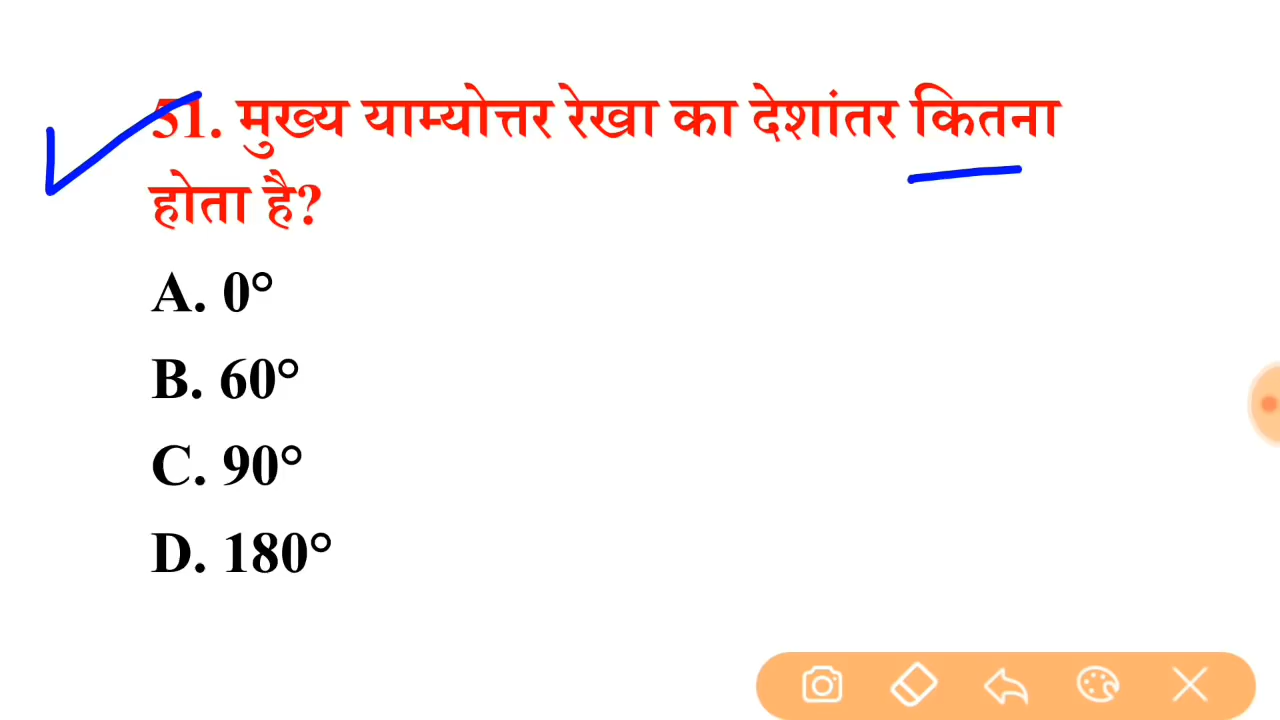 51. मुख्य याम्योत्तर रेखा का देशांतर कितना
होता है?
A. 0°
B. 60°
C. 90°
D. 180°